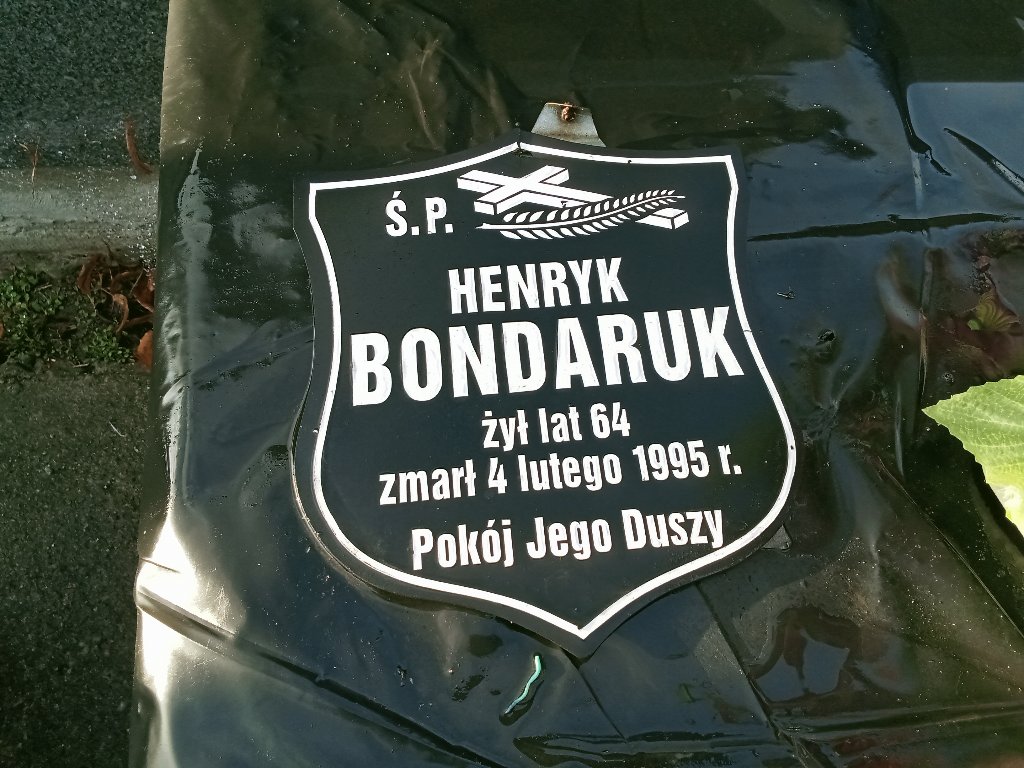 Ś.P.
HENRYK
BONDARUK
żył lat 64
zmarł 4 lutego 1995 r.
Pokój Jego Duszy